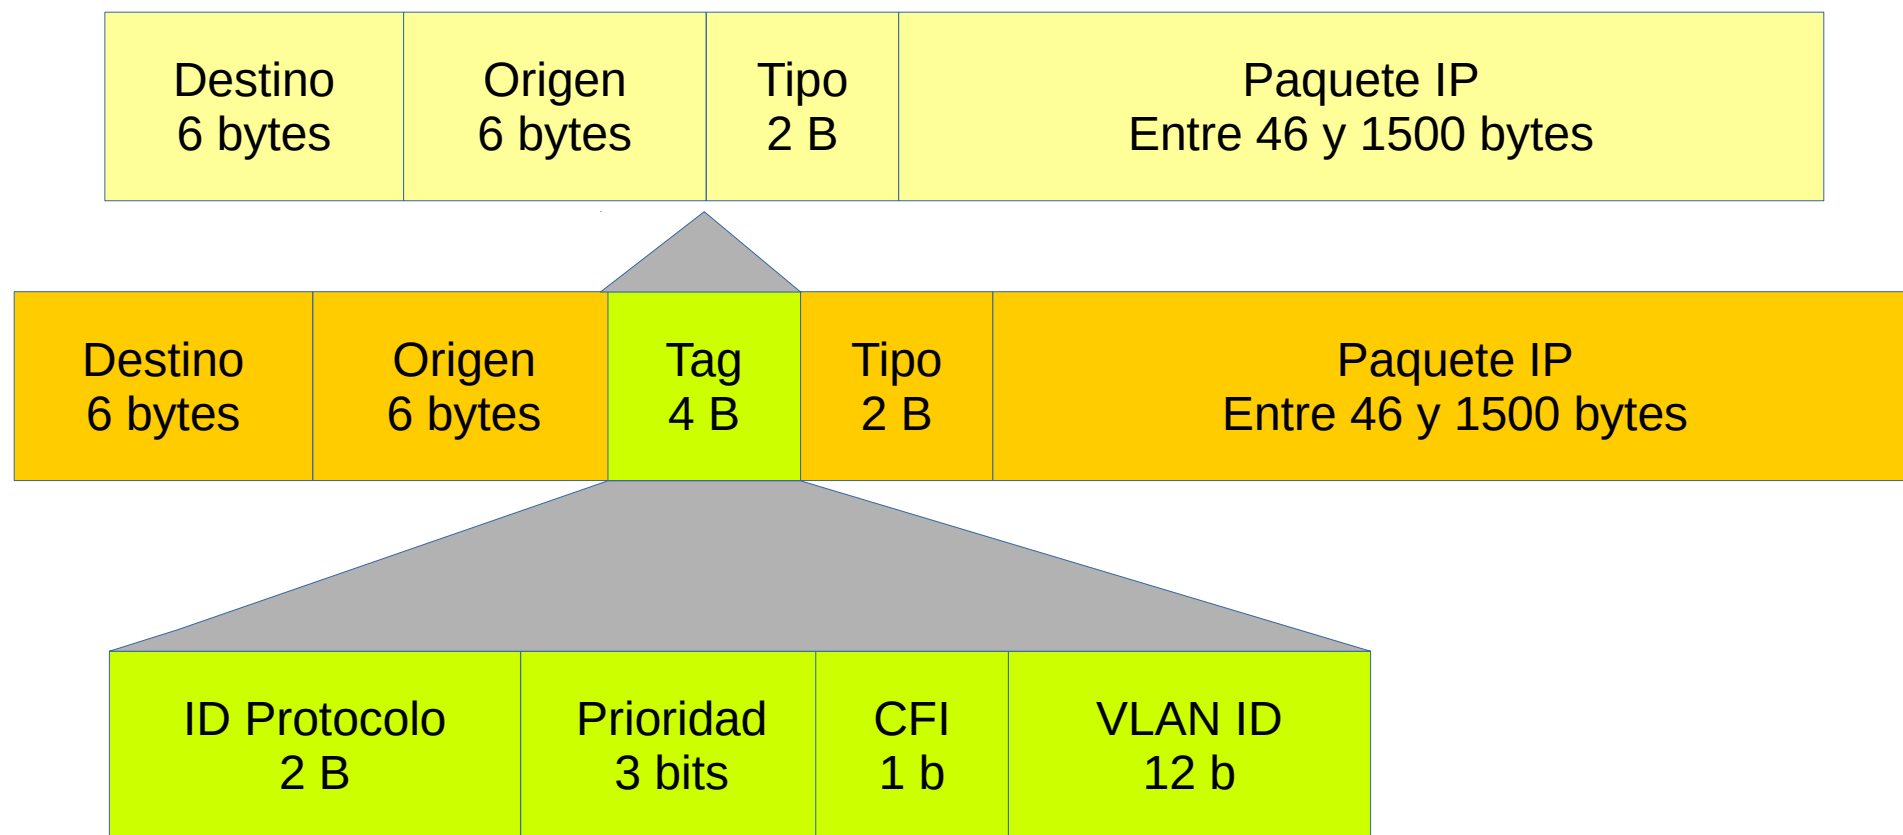 Destino
6 bytes
Origen
6 bytes
Tipo
2 B
Paquete IP
Entre 46 y 1500 bytes
Destino
6 bytes
Origen
6 bytes
Tag
4 B
Tipo
2 B
Paquete IP
Entre 46 y 1500 bytes
ID Protocolo
2 B
Prioridad
3 bits
CFI
1 b
VLAN ID
12 b